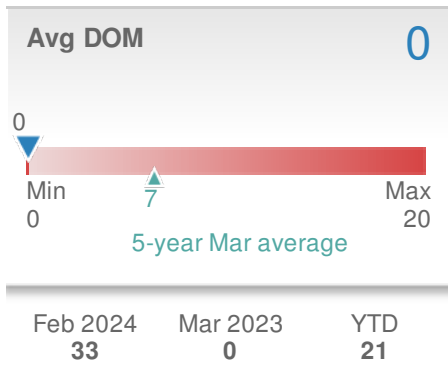 Avg DOM 0
0
Min Max
0 7 20
5-year Mar average
Feb 2024 Mar 2023 YTD
33 0 21